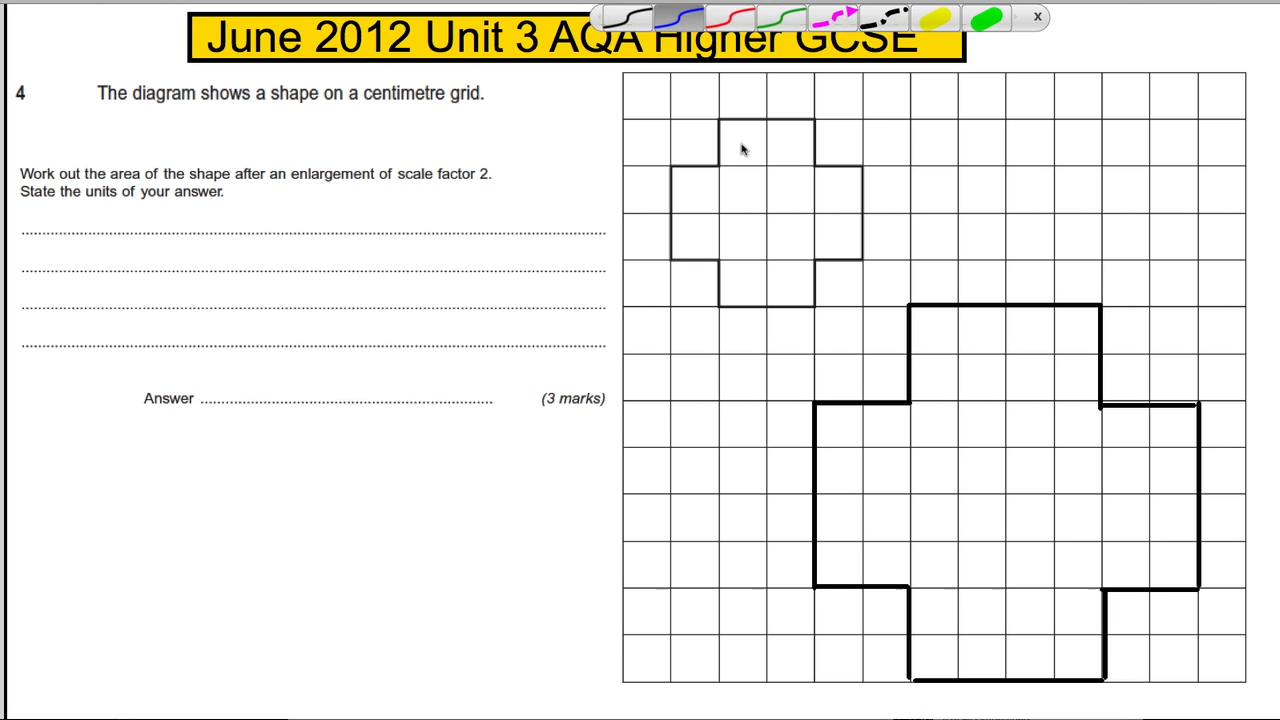 June 2012 Unit 3 AQA Higher GCSE
x
4 The diagram shows a shape on a centimetre grid.
Work out the area of the shape after an enlargement of scale factor 2.
State the units of your answer.
Answer ................................................................ (3 marks)